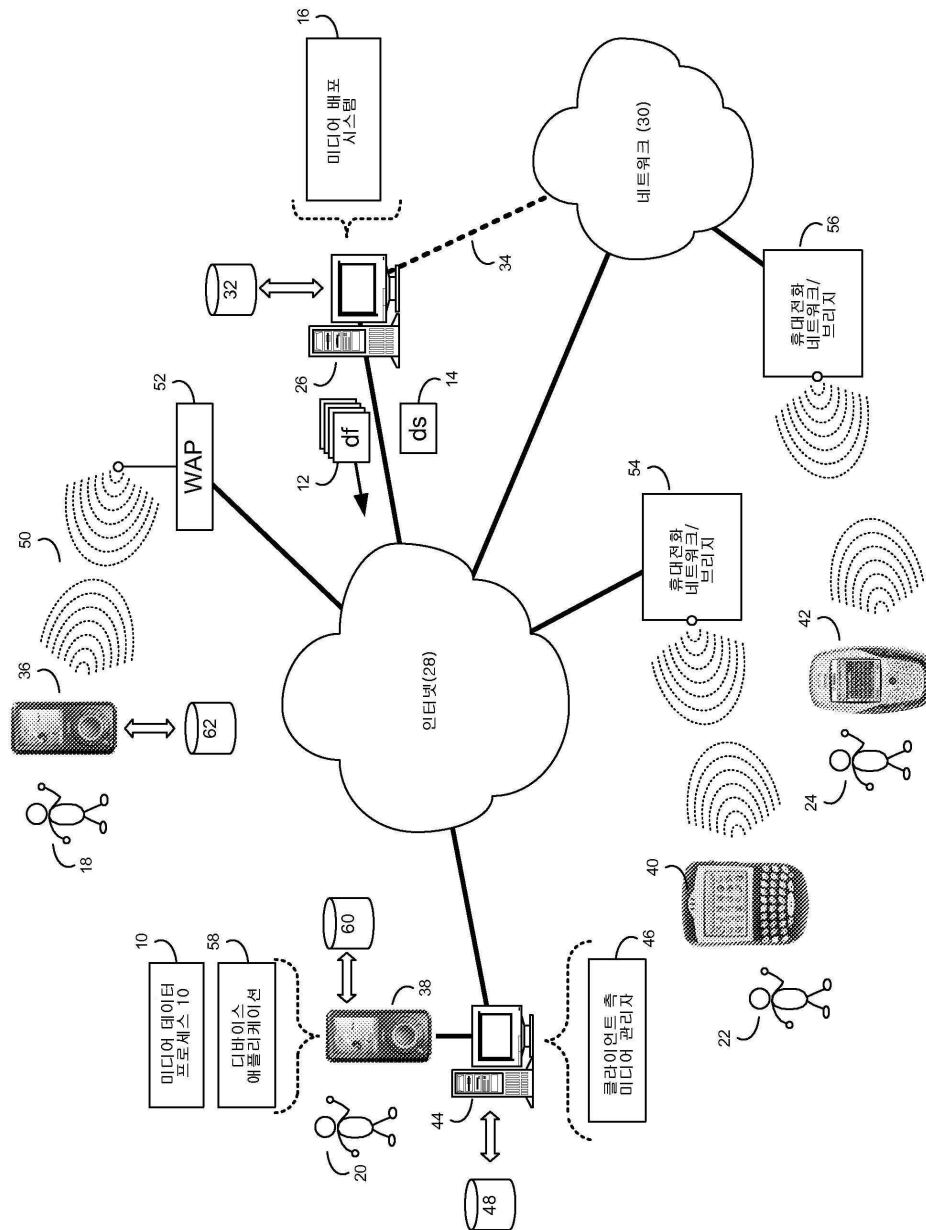 16
미디어 배포
시스템
32
26
52
WAP
50
36
62
18
12
df
14
ds
34
네트워크 (30)
56
휴대전화
네트워크/
브리지
54
휴대전화
네트워크/
브리지
인터넷(28)
10
미디어 데이터
프로세스 10
58
디바이스
애플리케이션
60
38
20
44
48
46
클라이언트 측
미디어 관리자
40
22
42
24